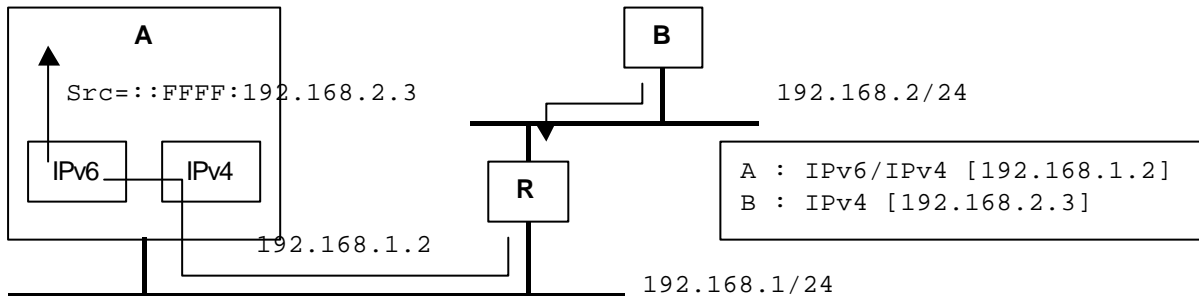 A
B
Src=::FFFF:192.168.2.3
192.168.2/24
IPv6
IPv4
R
A : IPv6/IPv4 [192.168.1.2]
B : IPv4 [192.168.2.3]
192.168.1.2
192.168.1/24